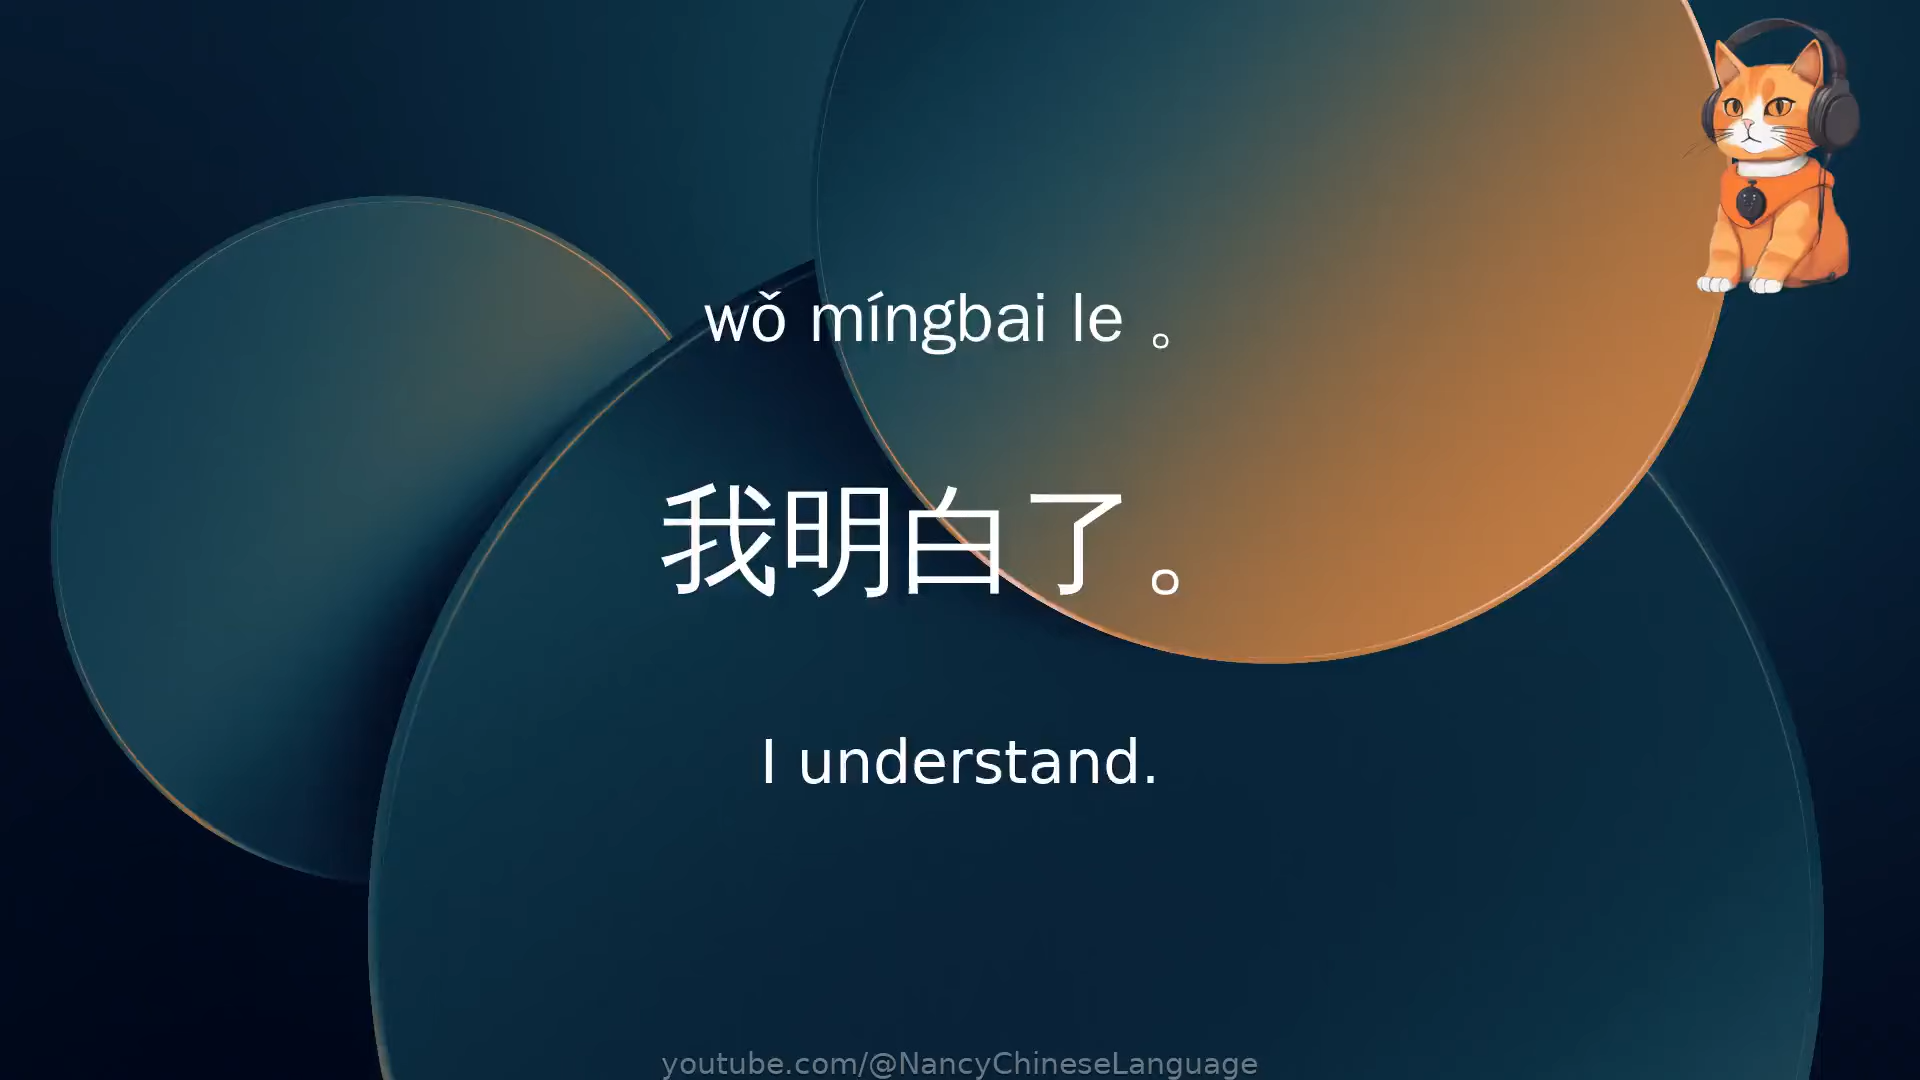 wǒ míngbai le 。
我明白了。
I understand.
youtube.com/@NancyChineseLanguage